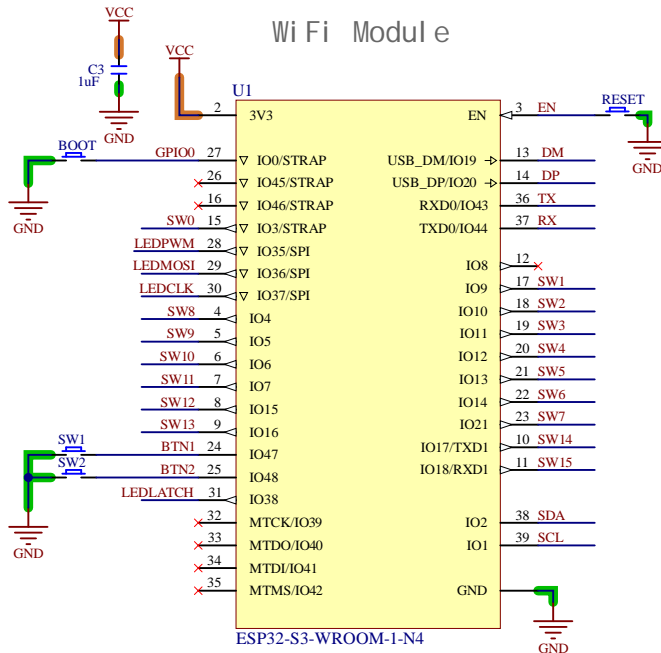 WiFi Module
VCC
C3
1uF
GND
VCC
U1
2 3V3
EN 3 EN
RESET
GND
BOOT
GND
GPIO0 27 IO0/STRAP
26 IO45/STRAP
16 IO46/STRAP
SW0 15 IO3/STRAP
LEDPWM 28 IO35/SPI
LEDMOSI 29 IO36/SPI
LEDCLK 30 IO37/SPI
SW8 4 IO4
SW9 5 IO5
SW10 6 IO6
SW11 7 IO7
SW12 8 IO15
SW13 9 IO16
SW1
BTN1 24 IO47
SW2
BTN2 25 IO48
GND
LEDLATCH 31 IO38
32 MTCK/IO39
33 MTDO/IO40
34 MTDI/IO41
35 MTMS/IO42
USB_DM/IO19 13 DM
USB_DP/IO20 14 DP
RXD0/IO43 36 TX
TXD0/IO44 37 RX
IO8 12
IO9 17 SW1
IO10 18 SW2
IO11 19 SW3
IO12 20 SW4
IO13 21 SW5
IO14 22 SW6
IO21 23 SW7
IO17/TXD1 10 SW14
IO18/RXD1 11 SW15
IO2 38 SDA
IO1 39 SCL
GND
GND
ESP32-S3-WROOM-1-N4